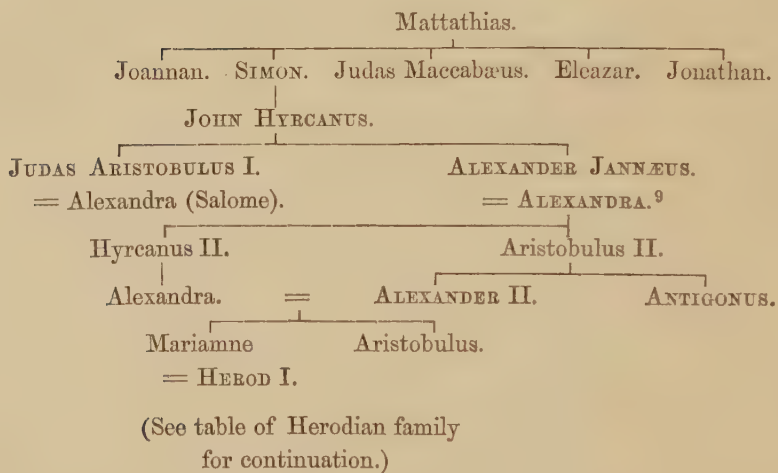 Mattathias.
Joannan. SIMON. Judas Maccabæus. Eleazar. Jonathan.
JOHN HYRCANUS.
JUDAS ARISTOBULUS I. ALEXANDER JANNÆUS.
= Alexandra (Salome). = ALEXANDRA.⁹
Hyrcanus II. Aristobulus II.
Alexandra. = ALEXANDER II. ANTIGONUS.
Mariamne Aristobulus.
= HEROD I.
(See table of Herodian family
for continuation.)